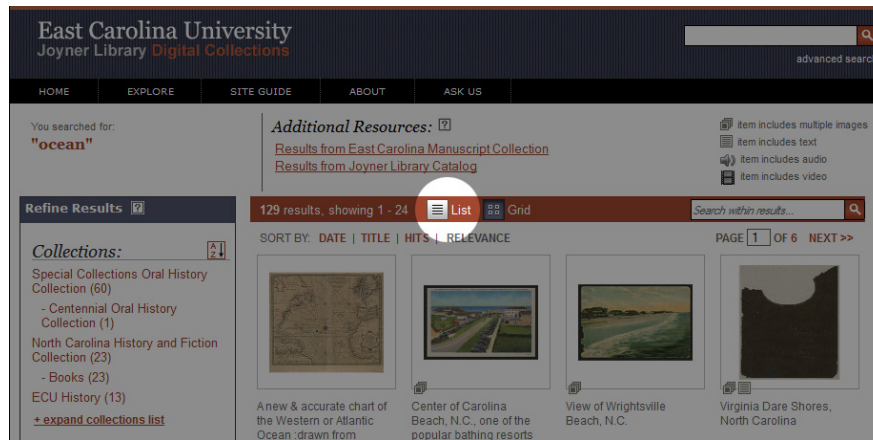 East Carolina University
Joyner Library Digital Collections
advanced searc
HOME EXPLORE SITE GUIDE ABOUT ASK US
You searched for:
"ocean"
Additional Resources: ?
Results from East Carolina Manuscript Collection
Results from Joyner Library Catalog
item includes multiple images
item includes text
item includes audio
item includes video
Refine Results ?
129 results, showing 1 - 24 List Grid
Search within results...
SORT BY: DATE | TITLE | HITS | RELEVANCE
PAGE 1 OF 6 NEXT >>
Collections:
A
Z
Special Collections Oral History
Collection (60)
- Centennial Oral History
Collection (1)
North Carolina History and Fiction
Collection (23)
- Books (23)
ECU History (13)
+ expand collections list
A new & accurate chart of
the Western or Atlantic
Ocean :drawn from
Center of Carolina
Beach, N.C., one of the
popular bathing resorts
View of Wrightsville
Beach, N.C.
Virginia Dare Shores,
North Carolina